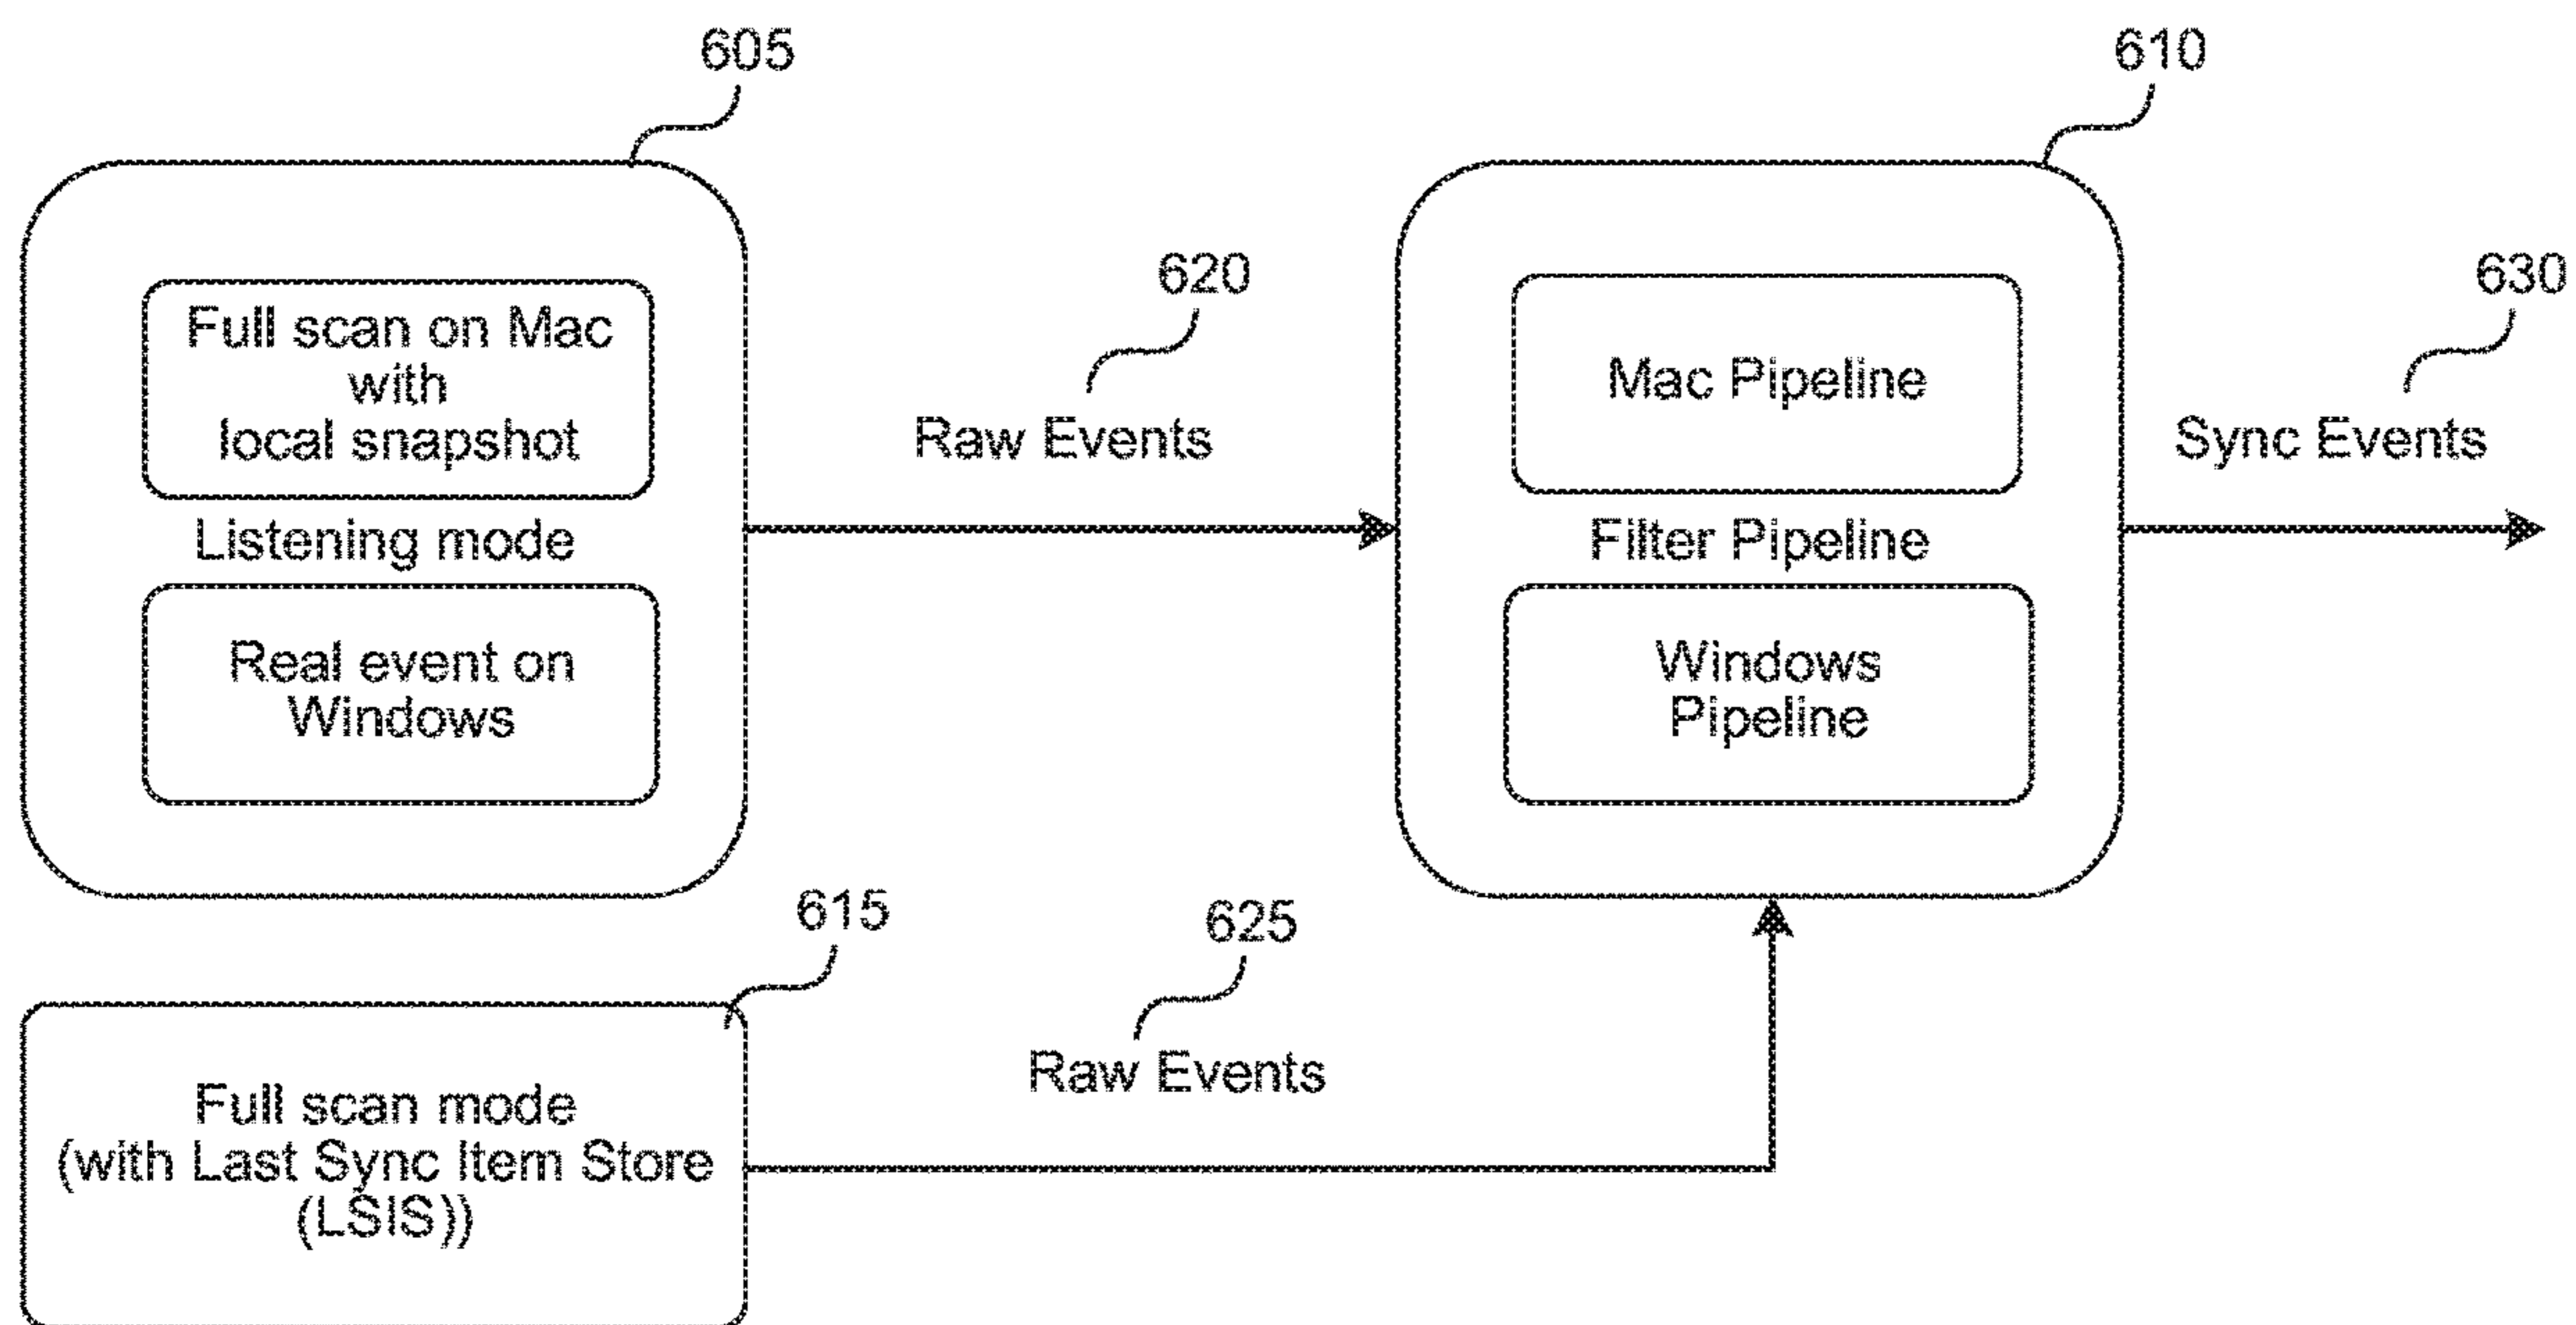 605
610
620
630
Full scan on Mac
with
local snapshot
Raw Events
Mac Pipeline
Sync Events
Listening mode
Filter Pipeline
Real event on
Windows
Windows
Pipeline
615
625
Raw Events
Full scan mode
(with Last Sync Item Store
(LSIS))